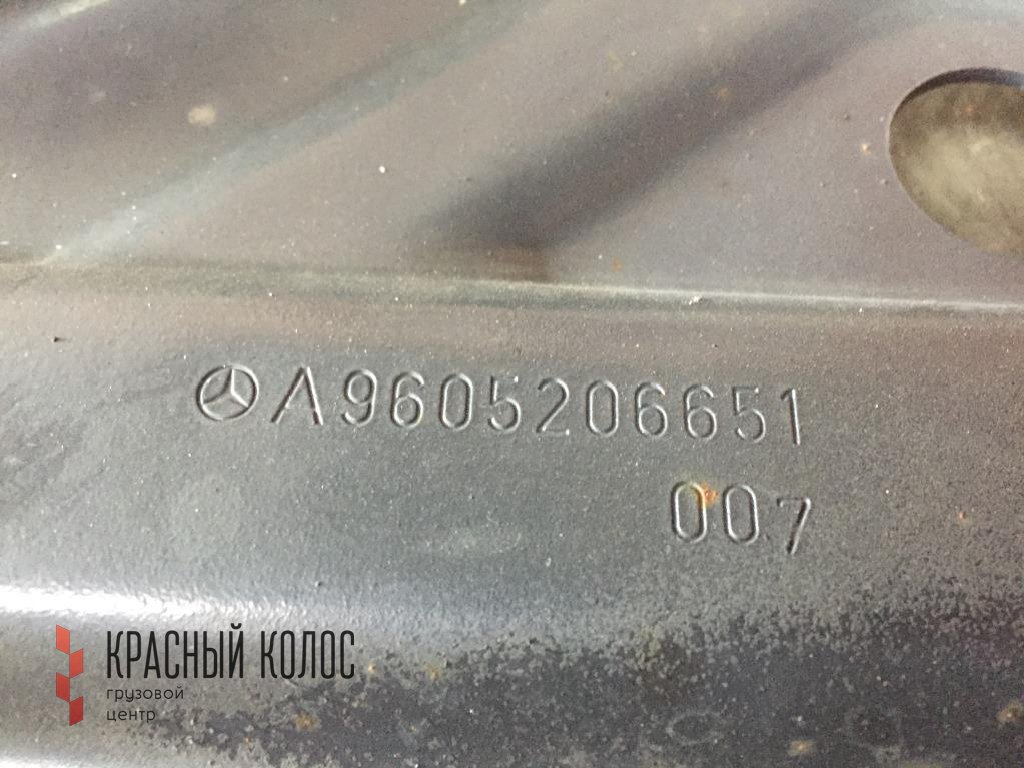 A9605206651
007
КРАСНЫЙ КОЛОС
грузовой
центр